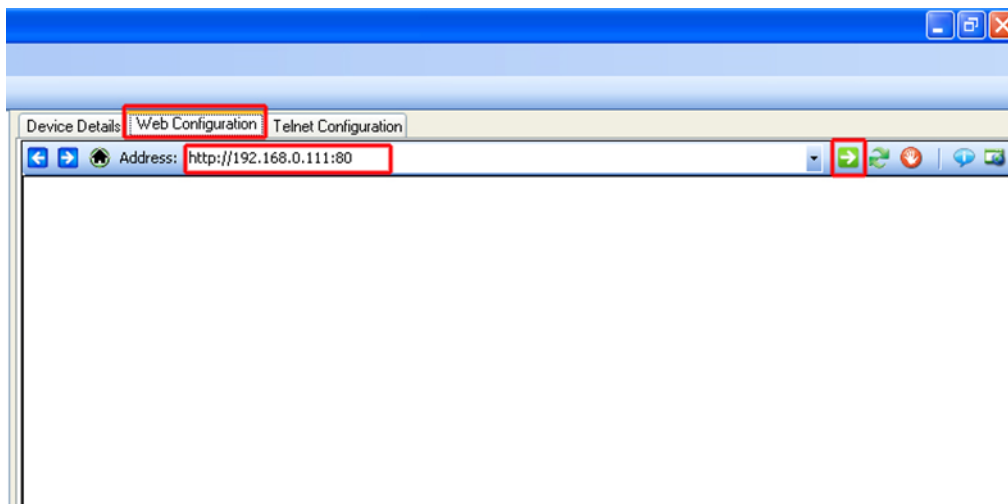 Device Details Web Configuration Telnet Configuration
Address: http://192.168.0.111:80